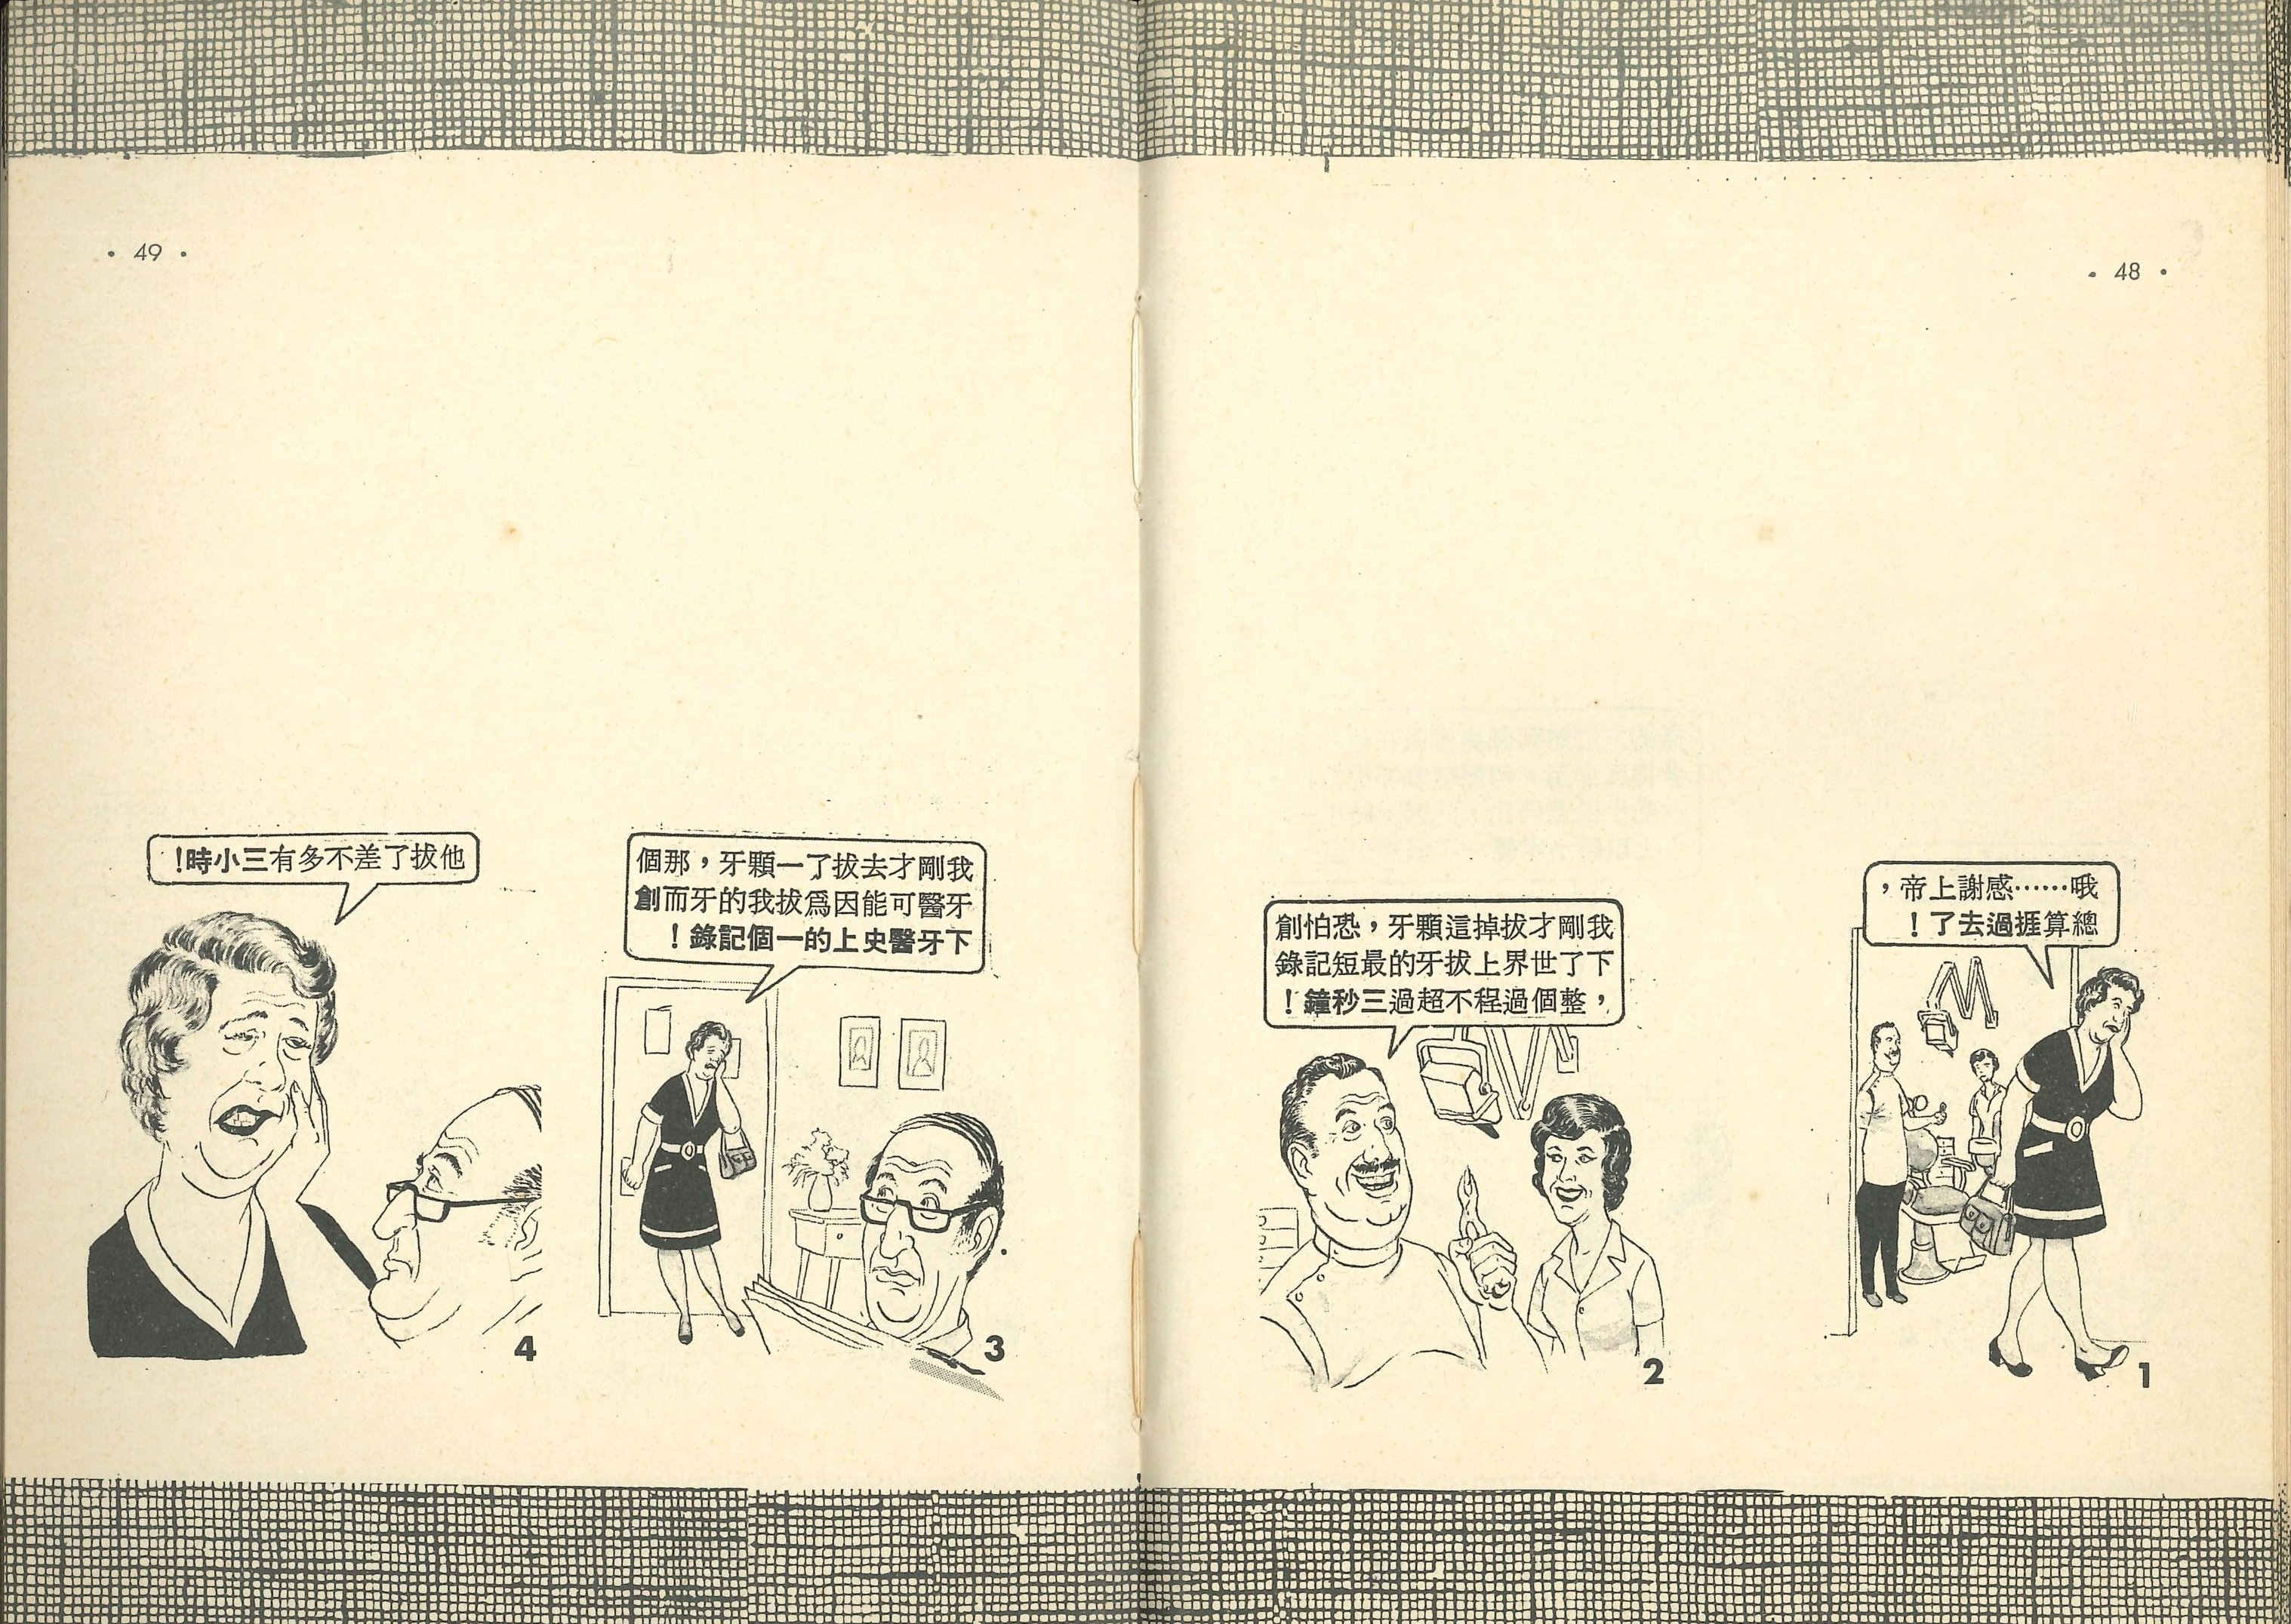 • 48 •
哦……感謝上帝，
總算捱過去了！
1
我剛才拔掉這顆牙，恐怕創
下了世界上拔牙的最短記錄
，整個過程不超過三秒鐘！
2
• 49 •
我剛才去拔了一顆牙，那個
牙醫可能因爲拔我的牙而創
下牙醫史上的一個記錄！
3
他拔了差不多有三小時！
4